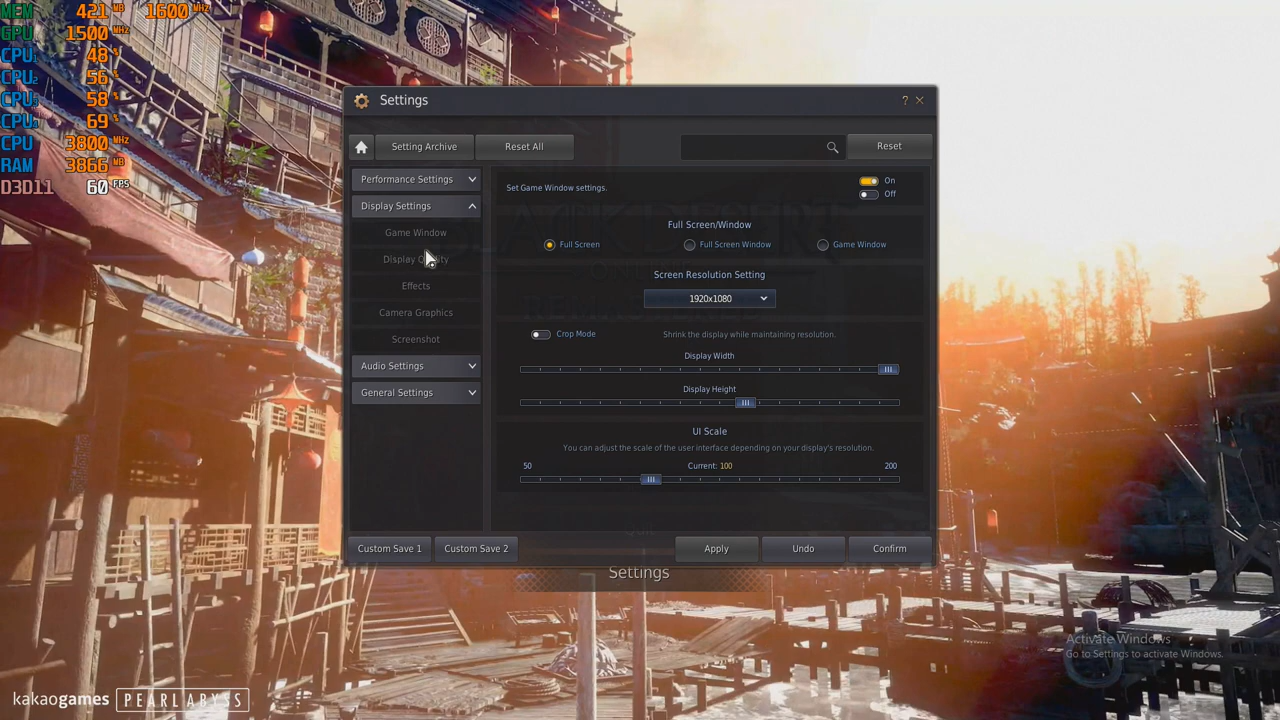 MEM 421 MB 1600 MHz
GPU 1500 MHz
CPU1 48 %
CPU2 56 %
CPU3 58 %
CPU4 69 %
CPU 3800 MHz
RAM 3866 MB
D3D11 60 FPS
Settings
?
Setting Archive
Reset All
Reset
Performance Settings
Display Settings
Game Window
Display Quality
Effects
Camera Graphics
Screenshot
Audio Settings
General Settings
Set Game Window settings.
On
Off
Full Screen/Window
Full Screen
Full Screen Window
Game Window
Screen Resolution Setting
1920x1080
Crop Mode
Shrink the display while maintaining resolution.
Display Width
Display Height
UI Scale
You can adjust the scale of the user interface depending on your display's resolution.
50
Current: 100
200
Custom Save 1
Custom Save 2
Apply
Undo
Confirm
Settings
Activate Windows
Go to Settings to activate Windows.
kakaogames
PEARL ABYSS